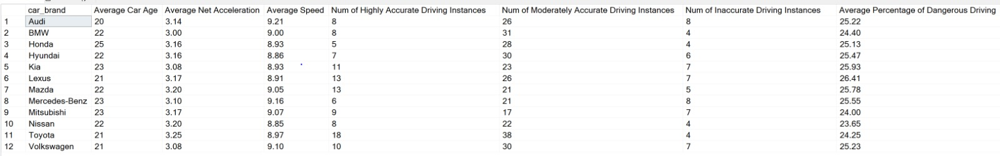 car_brand Average Car Age Average Net Acceleration Average Speed Num of Highly Accurate Driving Instances Num of Moderately Accurate Driving Instances Num of Inaccurate Driving Instances Average Percentage of Dangerous Driving
1 Audi 20 3.14 9.21 8 26 8 25.22
2 BMW 22 3.00 9.00 8 31 4 24.40
3 Honda 25 3.16 8.93 5 28 4 25.13
4 Hyundai 22 3.16 8.86 7 30 6 25.47
5 Kia 23 3.08 8.93 11 23 7 25.93
6 Lexus 21 3.17 8.91 13 26 7 26.41
7 Mazda 22 3.20 9.05 13 21 5 25.78
8 Mercedes-Benz 23 3.10 9.16 6 21 8 25.55
9 Mitsubishi 23 3.17 9.07 9 17 7 24.00
10 Nissan 22 3.20 8.85 8 22 4 23.65
11 Toyota 21 3.25 8.97 18 38 4 24.25
12 Volkswagen 21 3.08 9.10 10 30 7 25.23